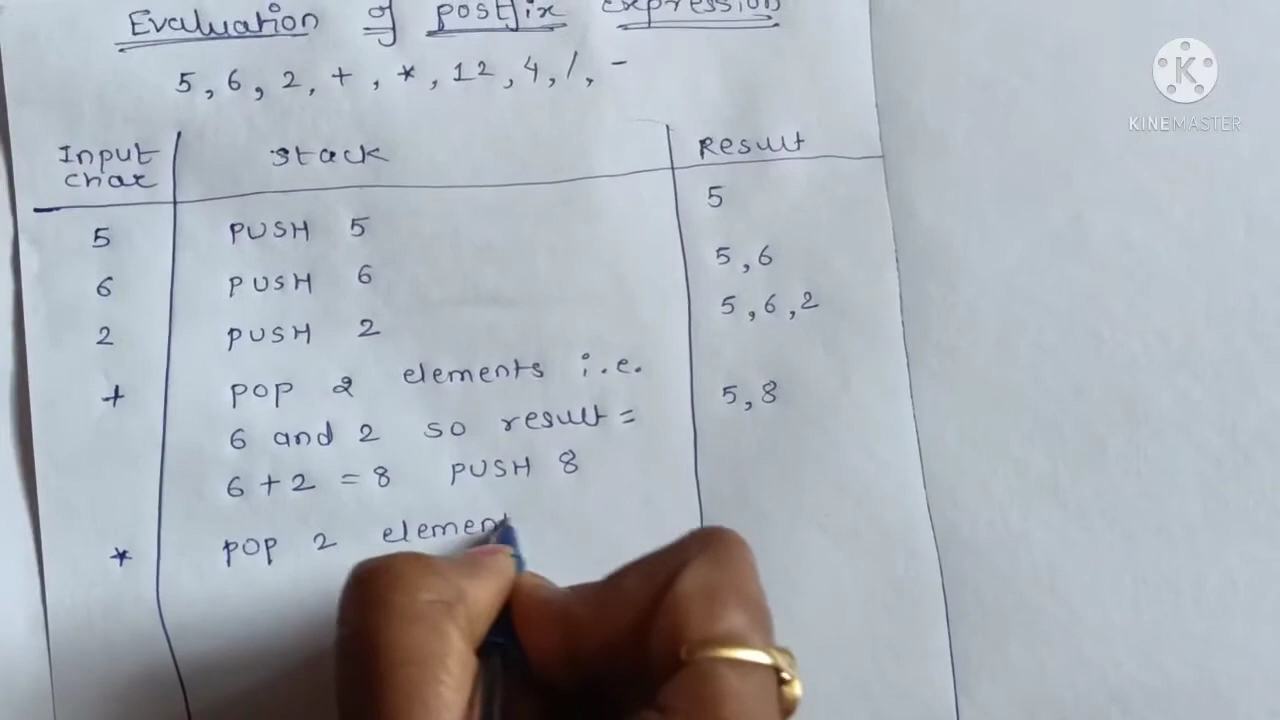 Evaluation of postfix expression
5, 6, 2, +, *, 12, 4, /, -
KINEMASTER
Input char
stack
Result
5 PUSH 5 5
6 PUSH 6 5,6
2 PUSH 2 5,6,2
+ POP 2 elements i.e. 5,8
6 and 2 so result =
6+2 = 8 PUSH 8
* POP 2 element